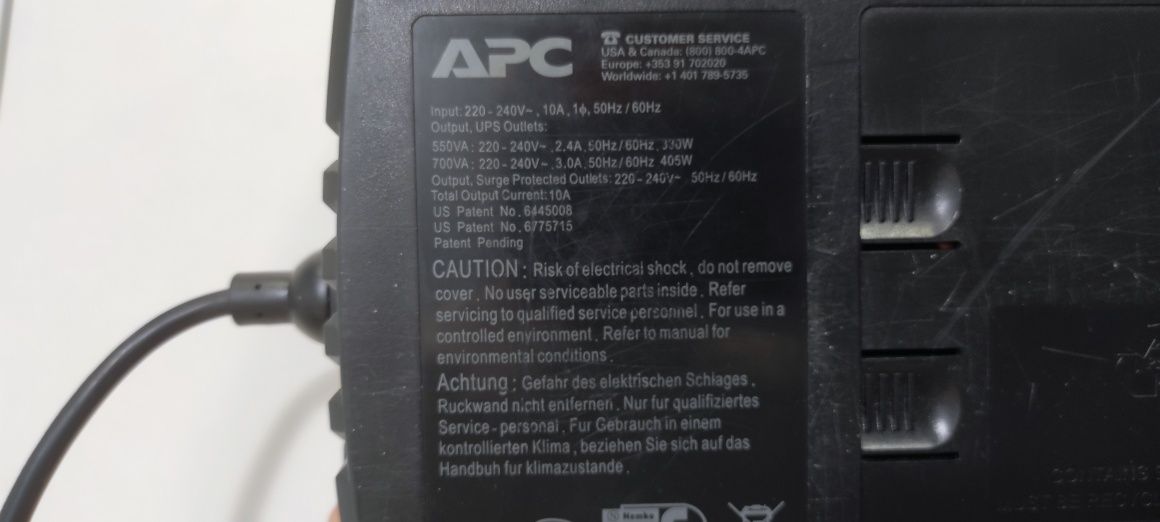 APC
☎ CUSTOMER SERVICE
USA & Canada: (800) 800-4APC
Europe: +353 91 702020
Worldwide: +1 401 789-5735
Input: 220 - 240V~ , 10A , 1ϕ, 50Hz / 60Hz
Output, UPS Outlets:
550VA : 220 - 240V~ , 2.4A, 50Hz / 60Hz, 330W
700VA : 220 - 240V~ , 3.0A, 50Hz / 60Hz 405W
Output, Surge Protected Outlets: 220 - 240V~ 50Hz / 60Hz
Total Output Current: 10A
US Patent No. 6445008
US Patent No. 6775715
Patent Pending
CAUTION : Risk of electrical shock , do not remove
cover . No user serviceable parts inside . Refer
servicing to qualified service personnel . For use in a
controlled environment . Refer to manual for
environmental conditions .
Achtung : Gefahr des elektrischen Schlages .
Ruckwand nicht entfernen . Nur fur qualifiziertes
Service - personal . Fur Gebrauch in einem
kontrollierten Klima , beziehen Sie sich auf das
Handbuh fur klimazustande .
N Nemko
CONTAINS
MUST BE